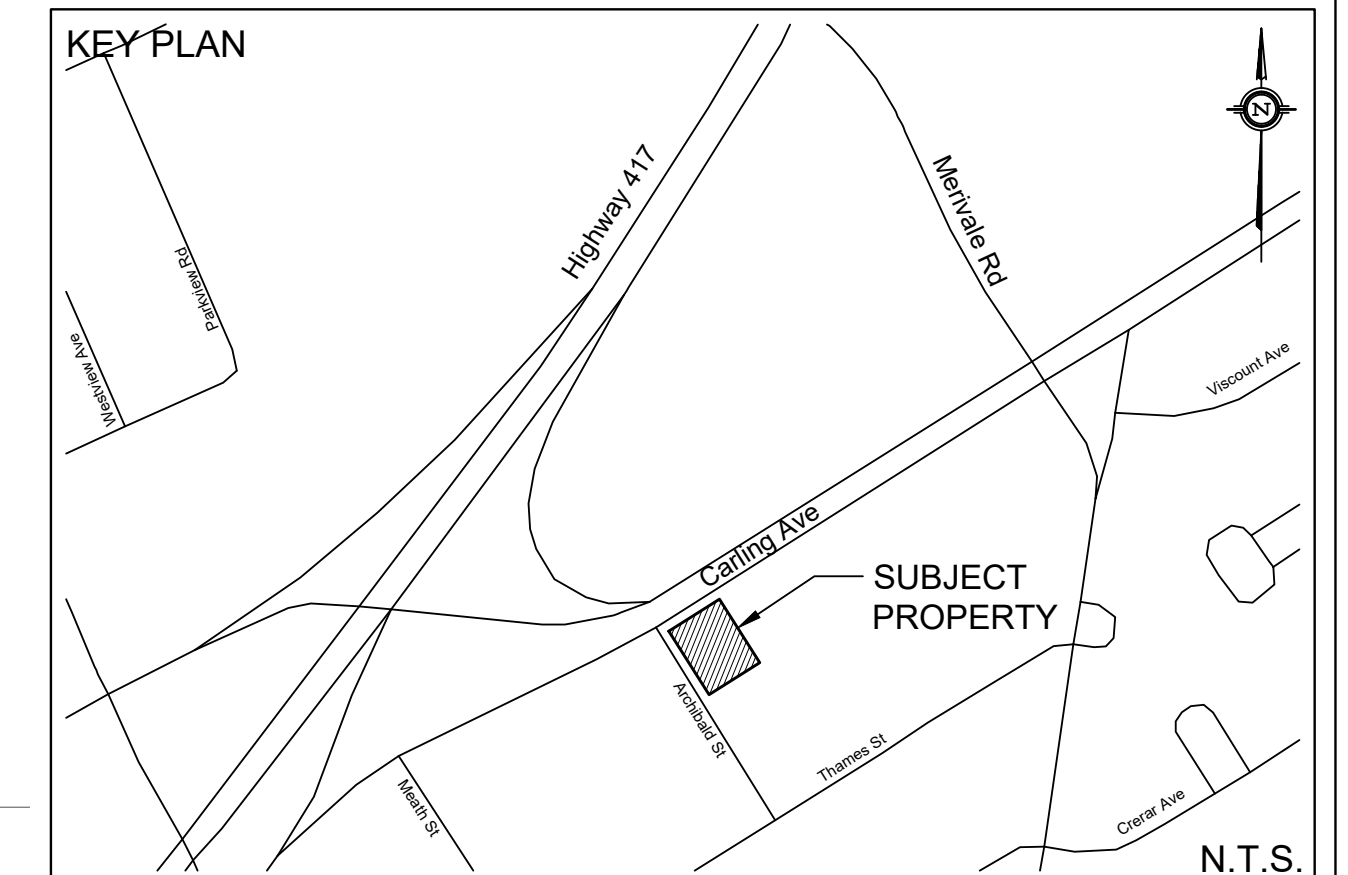 KEY PLAN
N
Highway 417
Merivale Rd
Parkview Rd
Westview Ave
Viscount Ave
Carling Ave
SUBJECT
PROPERTY
Archibald St
Thames St
Meath St
Crerar Ave
N.T.S.